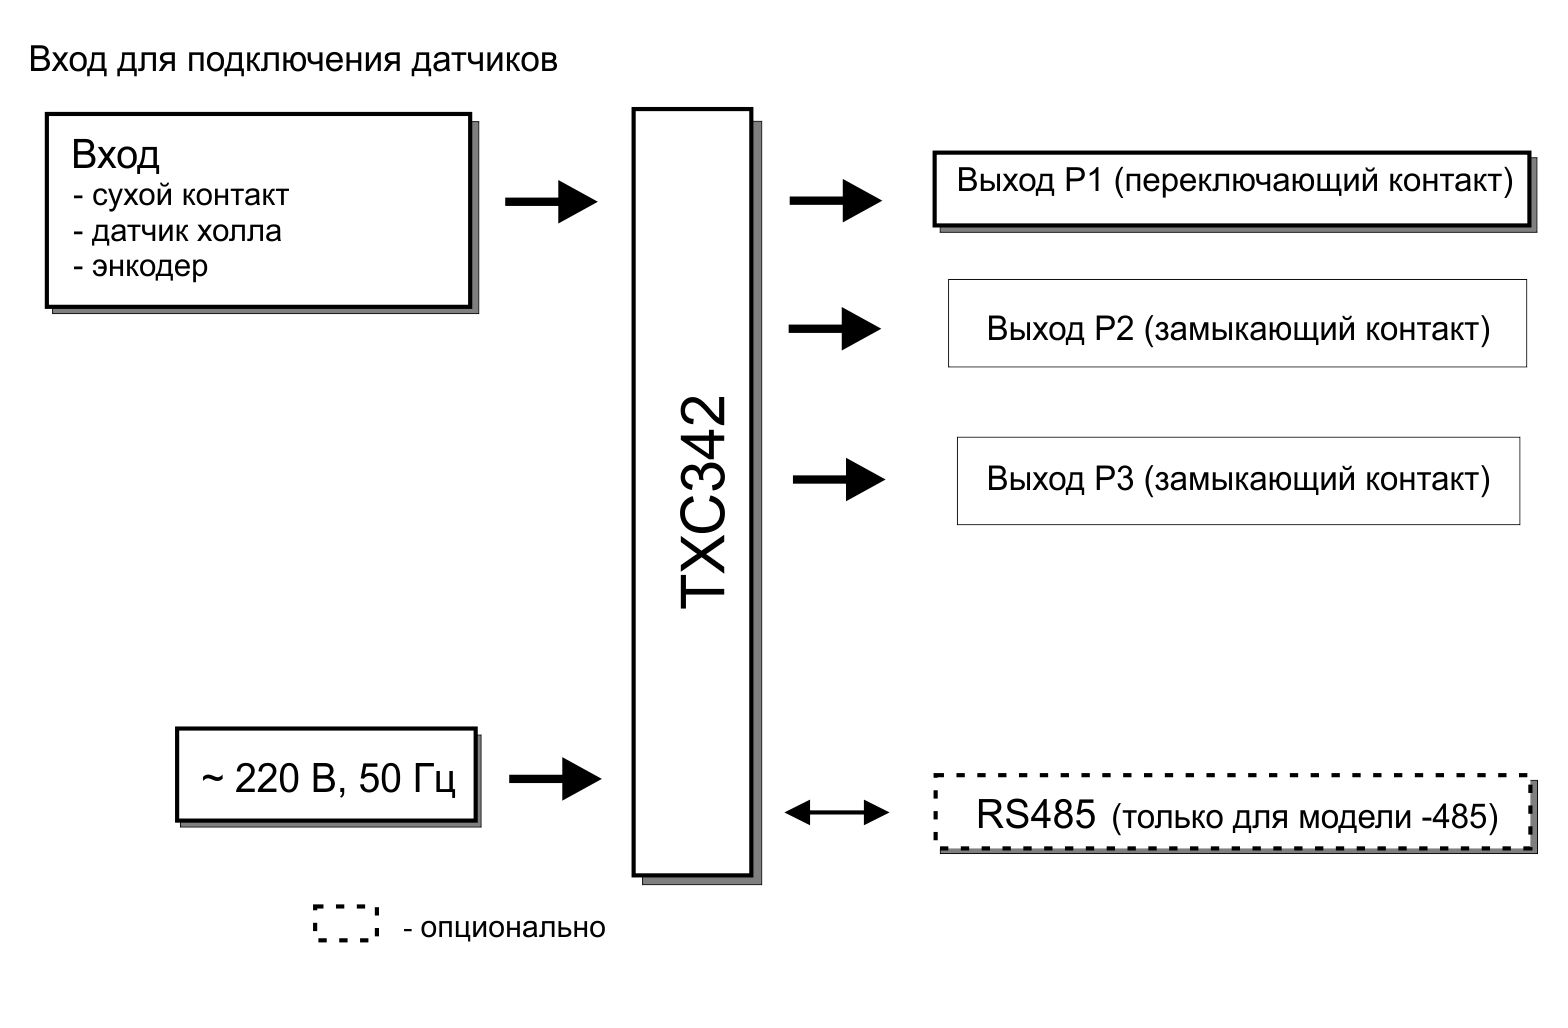 Вход для подключения датчиков
Вход
- сухой контакт
- датчик холла
- энкодер
~ 220 В, 50 Гц
ТХС342
Выход Р1 (переключающий контакт)
Выход Р2 (замыкающий контакт)
Выход Р3 (замыкающий контакт)
RS485 (только для модели -485)
- опционально